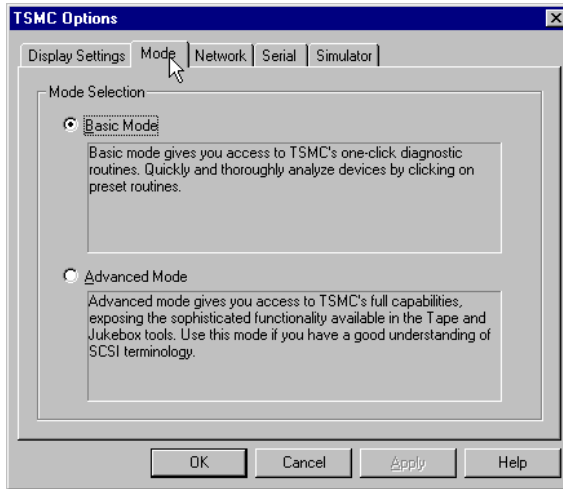 TSMC Options
Display Settings Mode Network Serial Simulator
Mode Selection
Basic Mode
Basic mode gives you access to TSMC's one-click diagnostic
routines. Quickly and thoroughly analyze devices by clicking on
preset routines.
Advanced Mode
Advanced mode gives you access to TSMC's full capabilities,
exposing the sophisticated functionality available in the Tape and
Jukebox tools. Use this mode if you have a good understanding of
SCSI terminology.
OK Cancel Apply Help